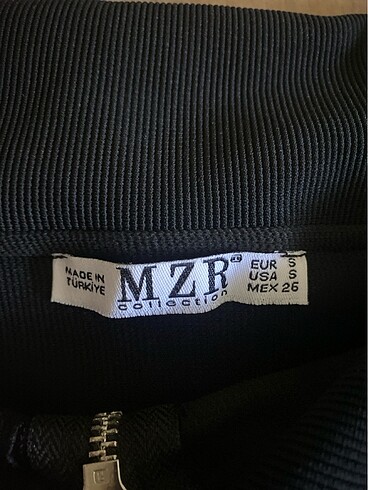 MADE IN
TÜRKİYE
MZR
collection
EUR S
USA S
MEX 26